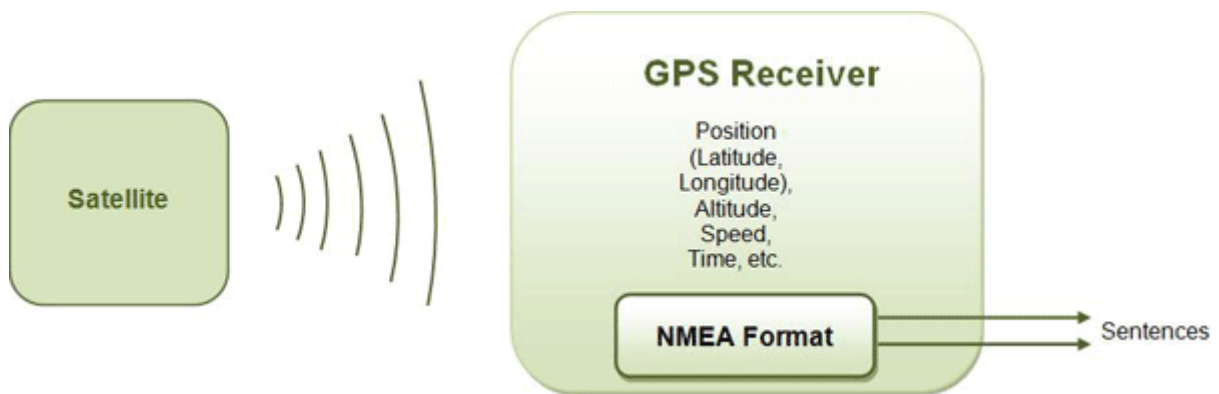 Satellite
GPS Receiver
Position
(Latitude,
Longitude),
Altitude,
Speed,
Time, etc.
NMEA Format
Sentences